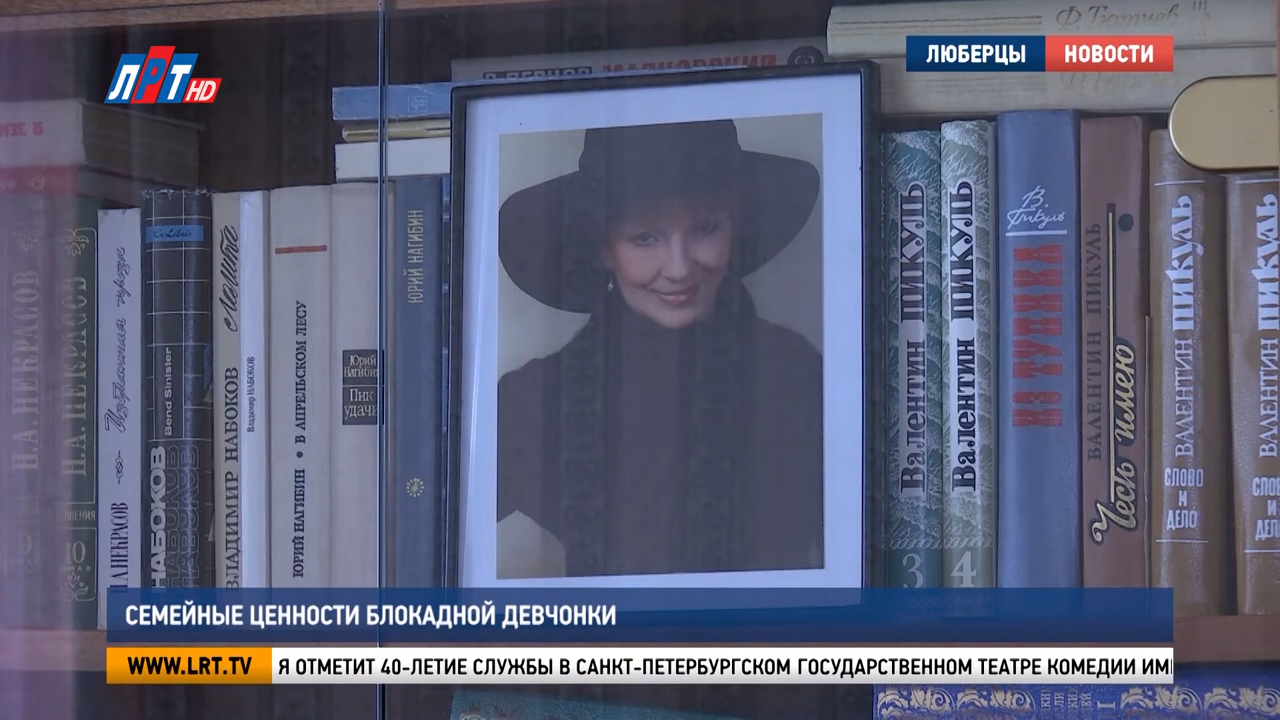 ЛРТ HD
ЛЮБЕРЦЫ НОВОСТИ
Ф. Тютчев
Н.А. НЕКРАСОВ
Н.А. НЕКРАСОВ
Н.А. НЕКРАСОВ Избранная лирика
НАБОКОВ Bend Sinister
ВЛАДИМИР НАБОКОВ Лолита
Владимир Набоков
ЮРИЙ НАГИБИН • В АПРЕЛЬСКОМ ЛЕСУ
Юрий Нагибин
Пик удачи
ЮРИЙ НАГИБИН
Валентин ПИКУЛЬ 3
Валентин ПИКУЛЬ 4
В. Пикуль
ИЗ ТУПИКА
ВАЛЕНТИН ПИКУЛЬ
Честь имею
ВАЛЕНТИН ПИКУЛЬ
СЛОВО И ДЕЛО
ВАЛЕНТИН ПИКУЛЬ
СЕМЕЙНЫЕ ЦЕННОСТИ БЛОКАДНОЙ ДЕВЧОНКИ
WWW.LRT.TV Я ОТМЕТИТ 40-ЛЕТИЕ СЛУЖБЫ В САНКТ-ПЕТЕРБУРГСКОМ ГОСУДАРСТВЕННОМ ТЕАТРЕ КОМЕДИИ ИМ